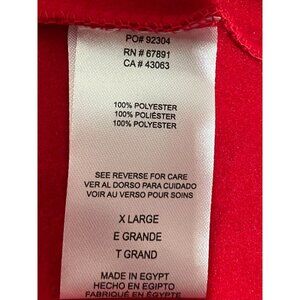 PO# 92304
RN # 67891
CA # 43063
100% POLYESTER
100% POLIÉSTER
100% POLYESTER
SEE REVERSE FOR CARE
VER AL DORSO PARA CUIDADO
VOIR AU VERSO POUR SOINS
X LARGE
E GRANDE
T GRAND
MADE IN EGYPT
HECHO EN EGIPTO
FABRIQUÉ EN ÉGYPTE